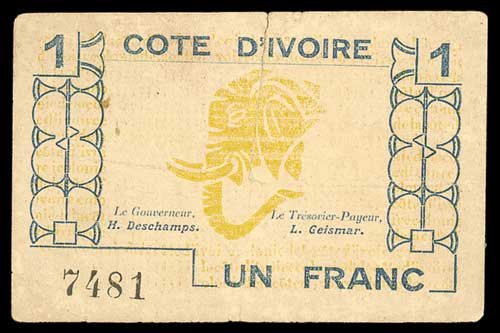 1 COTE D'IVOIRE 1
Le Gouverneur, Le Trésorier-Payeur,
H. Deschamps. L. Geismar.
7481 UN FRANC